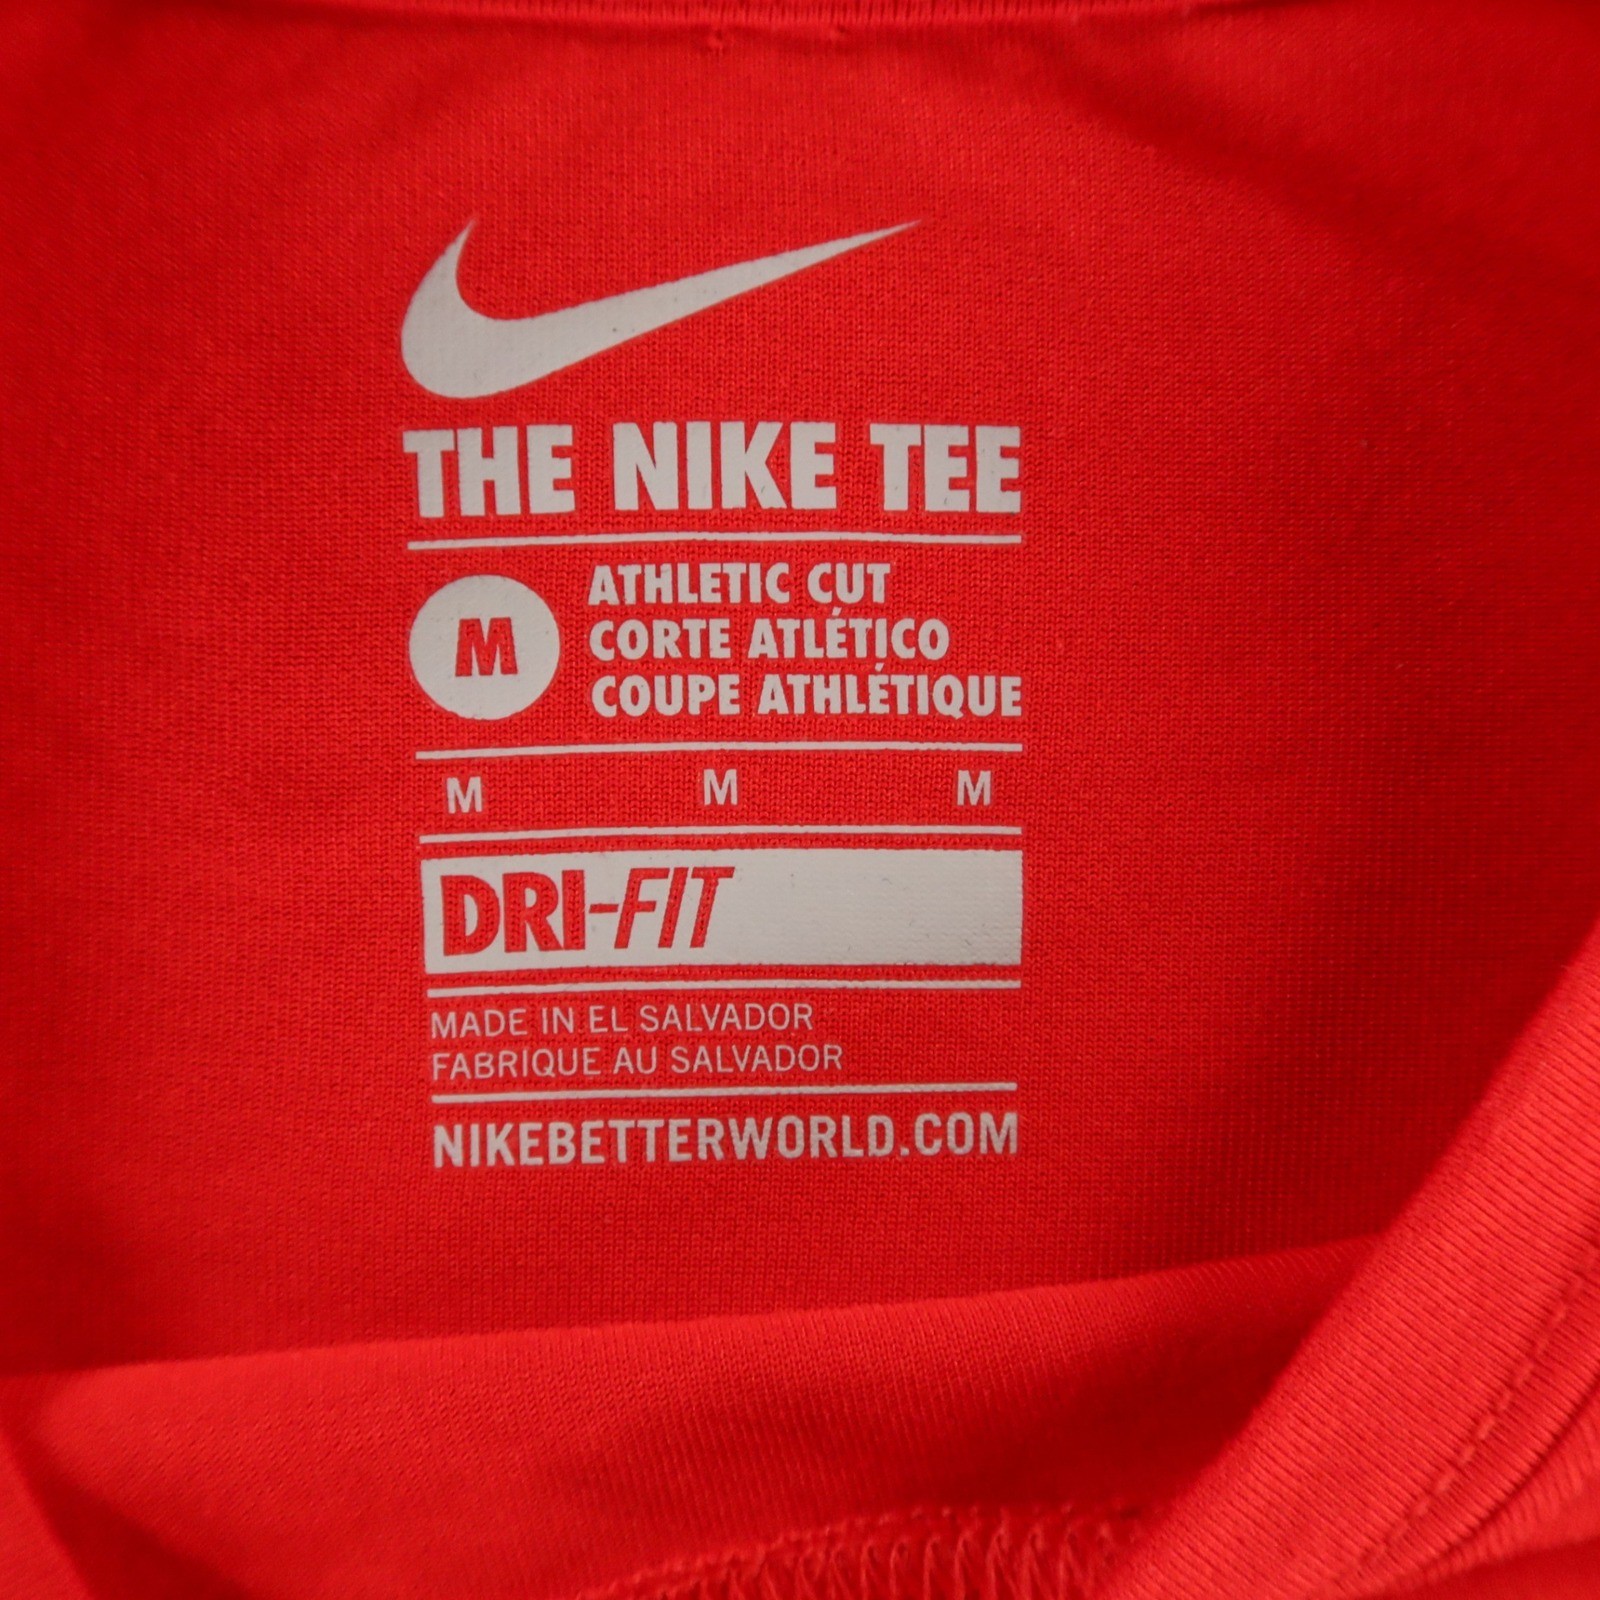 THE NIKE TEE
M
ATHLETIC CUT
CORTE ATLÉTICO
COUPE ATHLÉTIQUE
M M M
DRI-FIT
MADE IN EL SALVADOR
FABRIQUE AU SALVADOR
NIKEBETTERWORLD.COM